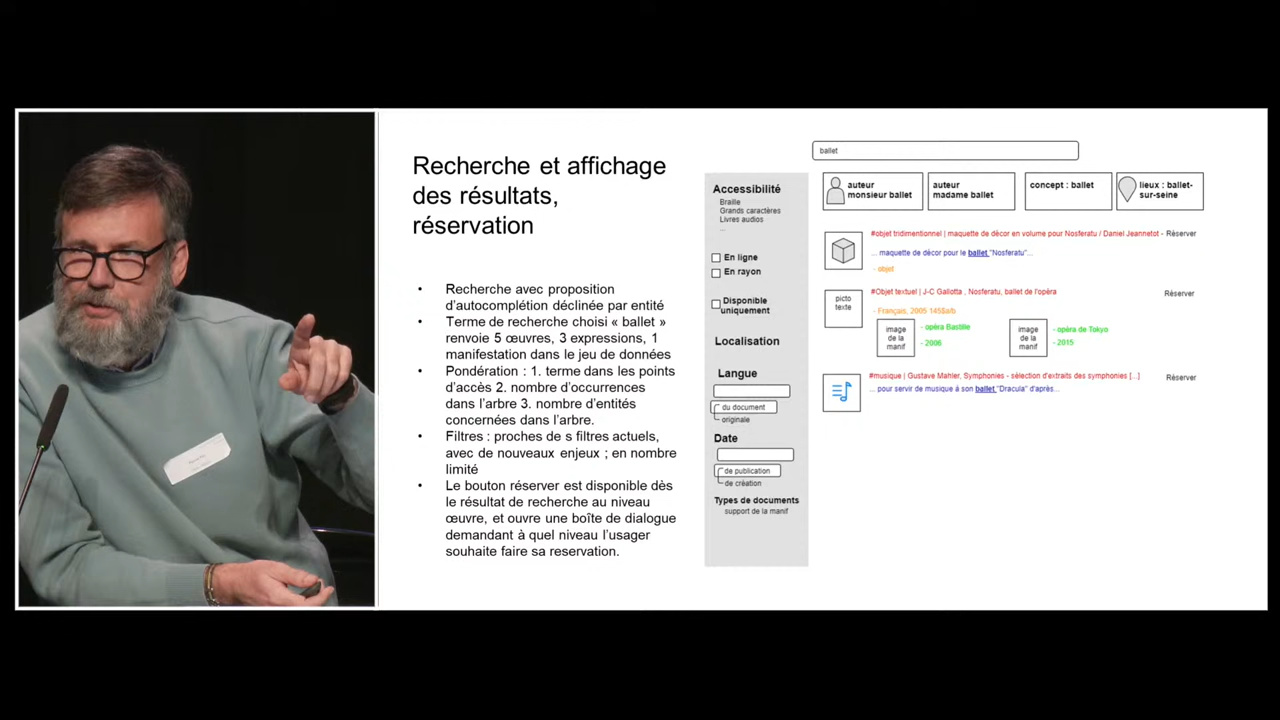 Recherche et affichage
des résultats,
réservation
• Recherche avec proposition
d'autocomplétion déclinée par entité
• Terme de recherche choisi « ballet »
renvoie 5 œuvres, 3 expressions, 1
manifestation dans le jeu de données
• Pondération : 1. terme dans les points
d'accès 2. nombre d'occurrences
dans l'arbre 3. nombre d'entités
concernées dans l'arbre.
• Filtres : proches de s filtres actuels,
avec de nouveaux enjeux ; en nombre
limité
• Le bouton réserver est disponible dès
le résultat de recherche au niveau
œuvre, et ouvre une boîte de dialogue
demandant à quel niveau l'usager
souhaite faire sa reservation.
Accessibilité
Braille
Grands caractères
Livres audios
...
En ligne
En rayon
Disponible
uniquement
Localisation
Langue
du document
originale
Date
de publication
de création
Types de documents
support de la manif
ballet
auteur
monsieur ballet
auteur
madame ballet
concept : ballet
lieux : ballet-
sur-seine
#objet tridimentionnel | maquette de décor en volume pour Nosferatu / Daniel Jeannetot - Réserver
... maquette de décor pour le ballet "Nosferatu"...
- objet
picto
texte
#Objet textuel | J-C Gallotta , Nosferatu, ballet de l'opéra
Réserver
- Français, 2005 145$a/b
image
de la
manif
- opéra Bastille
- 2006
image
de la
manif
- opéra de Tokyo
- 2015
#musique | Gustave Mahler, Symphonies - sélection d'extraits des symphonies [...]
Réserver
... pour servir de musique à son ballet "Dracula" d'après...